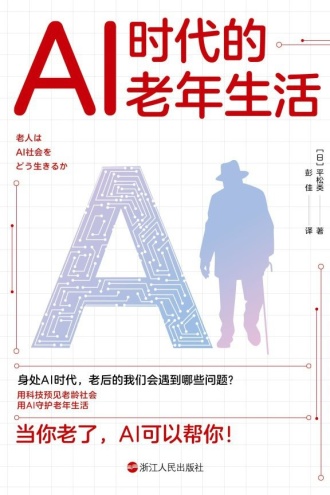 AI时代的
老年生活
老人は
AI社会を
どう生きるか
[日]平松类 著
彭佳 译
AI
身处AI时代，老后的我们会遇到哪些问题？
用科技预见老龄社会
用AI守护老年生活
当你老了，AI可以帮你！
浙江人民出版社